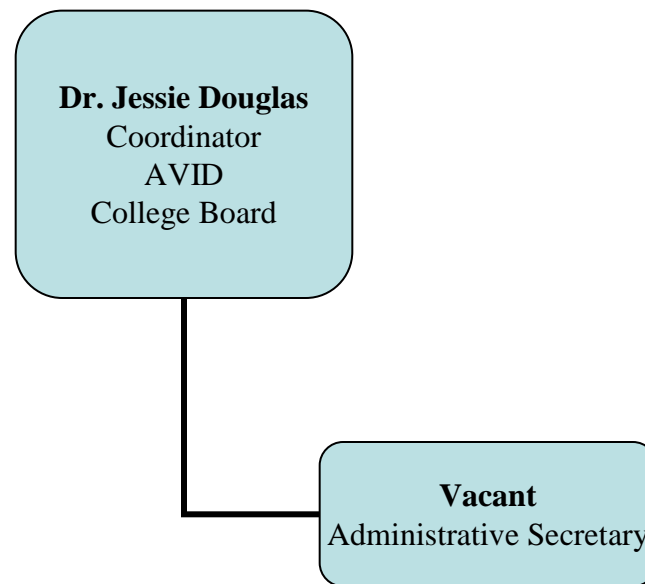 Dr. Jessie Douglas
Coordinator
AVID
College Board
Vacant
Administrative Secretary